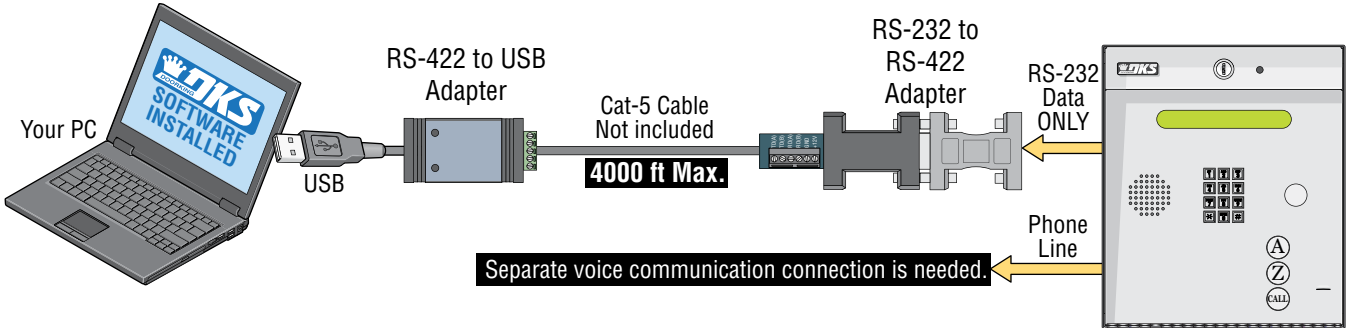 Your PC
DKS
DOORKING
SOFTWARE
INSTALLED
USB
RS-422 to USB
Adapter
Cat-5 Cable
Not included
4000 ft Max.
RS-232 to
RS-422
Adapter
RS-232
Data
ONLY
Phone
Line
Separate voice communication connection is needed.
DKS
A
Z
CALL